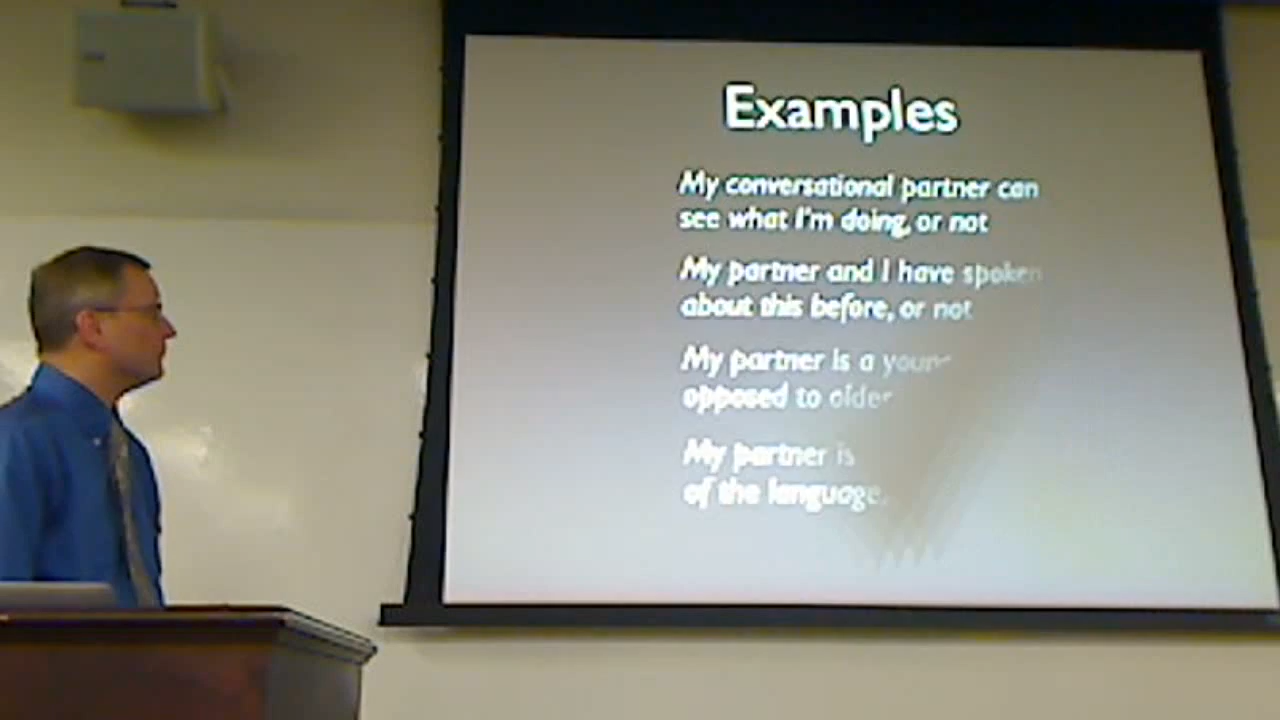 Examples
My conversational partner can
see what I'm doing, or not
My partner and I have spoken
about this before, or not
My partner is a
opposed to older
My partner is
of the language,